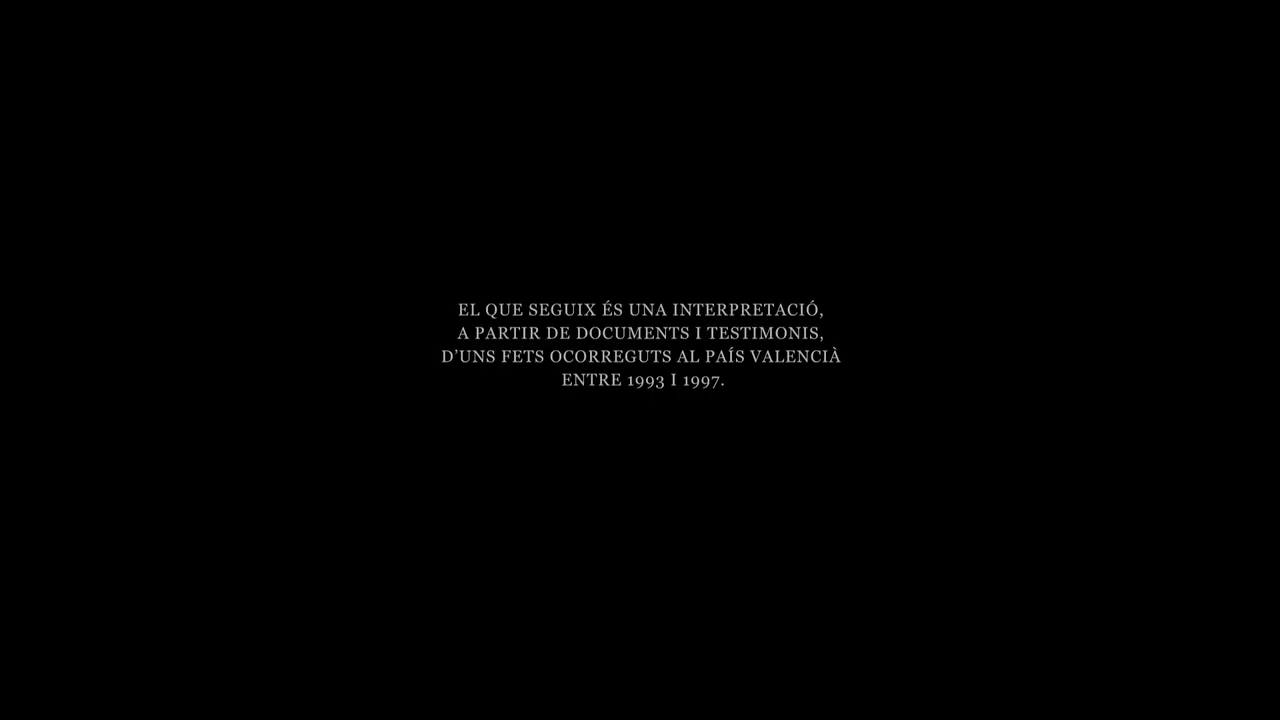 EL QUE SEGUIX ÉS UNA INTERPRETACIÓ,
A PARTIR DE DOCUMENTS I TESTIMONIS,
D’UNS FETS OCORREGUTS AL PAÍS VALENCIÀ
ENTRE 1993 I 1997.